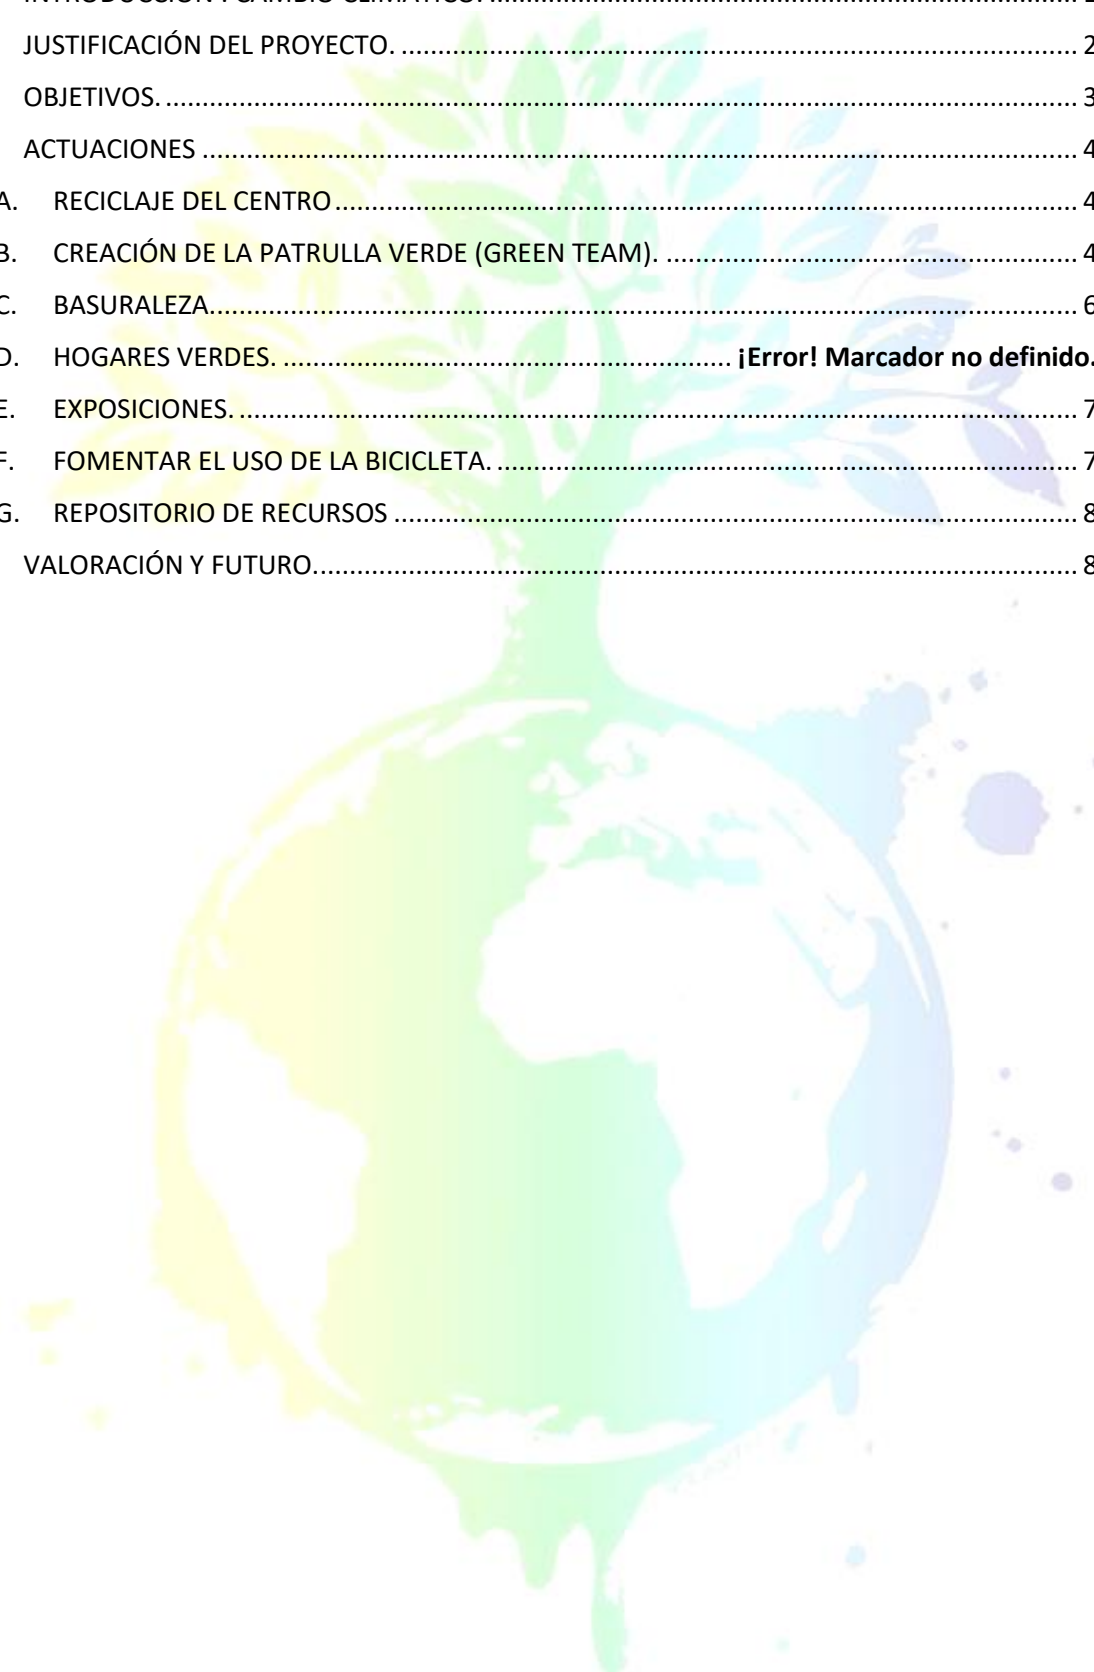 INTRODUCCIÓN Y CAMBIO CLIMÁTICO. ........ 1
JUSTIFICACIÓN DEL PROYECTO. ........ 2
OBJETIVOS. ........ 3
ACTUACIONES ........ 4
A. RECICLAJE DEL CENTRO ........ 4
B. CREACIÓN DE LA PATRULLA VERDE (GREEN TEAM). ........ 4
C. BASURALEZA ........ 6
D. HOGARES VERDES. ........ ¡Error! Marcador no definido.
E. EXPOSICIONES. ........ 7
F. FOMENTAR EL USO DE LA BICICLETA. ........ 7
G. REPOSITORIO DE RECURSOS ........ 8
VALORACIÓN Y FUTURO. ........ 8